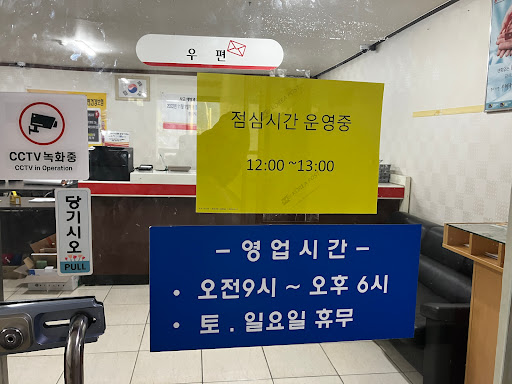 우 편
점심시간 운영중
12:00 ~13:00
CCTV 녹화중
CCTV in Operation
당기시오
PULL
- 영 업 시 간 -
• 오전9시 ~ 오후 6시
• 토 . 일요일 휴무